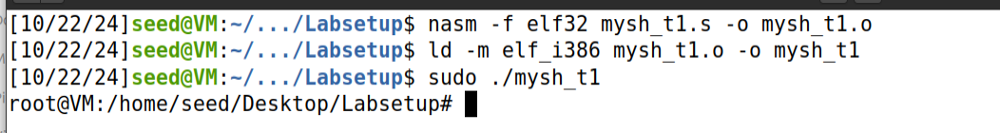 [10/22/24]seed@VM:~/.../Labsetup$ nasm -f elf32 mysh_t1.s -o mysh_t1.o
[10/22/24]seed@VM:~/.../Labsetup$ ld -m elf_i386 mysh_t1.o -o mysh_t1
[10/22/24]seed@VM:~/.../Labsetup$ sudo ./mysh_t1
root@VM:/home/seed/Desktop/Labsetup#